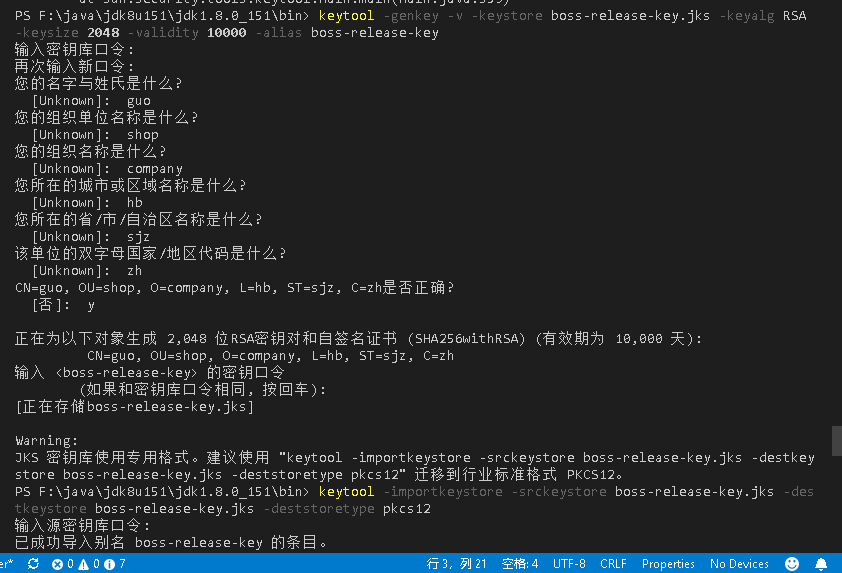 at sun.security.tools.keytool.Main.main(Main.java:359)
PS F:\java\jdk8u151\jdk1.8.0_151\bin> keytool -genkey -v -keystore boss-release-key.jks -keyalg RSA
-keysize 2048 -validity 10000 -alias boss-release-key
输入密钥库口令:
再次输入新口令:
您的名字与姓氏是什么?
[Unknown]:  guo
您的组织单位名称是什么?
[Unknown]:  shop
您的组织名称是什么?
[Unknown]:  company
您所在的城市或区域名称是什么?
[Unknown]:  hb
您所在的省/市/自治区名称是什么?
[Unknown]:  sjz
该单位的双字母国家/地区代码是什么?
[Unknown]:  zh
CN=guo, OU=shop, O=company, L=hb, ST=sjz, C=zh是否正确?
[否]:  y
正在为以下对象生成 2,048 位RSA密钥对和自签名证书 (SHA256withRSA) (有效期为 10,000 天):
CN=guo, OU=shop, O=company, L=hb, ST=sjz, C=zh
输入 <boss-release-key> 的密钥口令
(如果和密钥库口令相同, 按回车):
[正在存储boss-release-key.jks]
Warning:
JKS 密钥库使用专用格式。建议使用 "keytool -importkeystore -srckeystore boss-release-key.jks -destkey
store boss-release-key.jks -deststoretype pkcs12" 迁移到行业标准格式 PKCS12。
PS F:\java\jdk8u151\jdk1.8.0_151\bin> keytool -importkeystore -srckeystore boss-release-key.jks -des
tkeystore boss-release-key.jks -deststoretype pkcs12
输入源密钥库口令:
已成功导入别名 boss-release-key 的条目。
er* 0 0 7 行 3，列 21 空格: 4 UTF-8 CRLF Properties No Devices